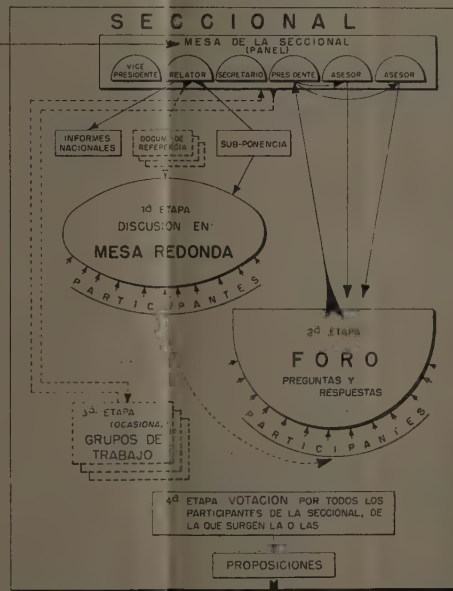 SECCIONAL
MESA DE LA SECCIONAL
(PANEL)
VICE
PRESIDENTE
RELATOR
SECRETARIO
PRESIDENTE
ASESOR
ASESOR
INFORMES
NACIONALES
DOCUM. DE
REFERENCIA
SUB-PONENCIA
1ª ETAPA
DISCUSIÓN EN:
MESA REDONDA
PARTICIPANTES
2ª ETAPA
FORO
PREGUNTAS Y
RESPUESTAS
PARTICIPANTES
3ª ETAPA
(OCASIONAL
GRUPOS DE
TRABAJO
4ª ETAPA VOTACION POR TODOS LOS
PARTICIPANTES DE LA SECCIONAL, DE
LA QUE SURGEN LA O LAS
PROPOSICIONES